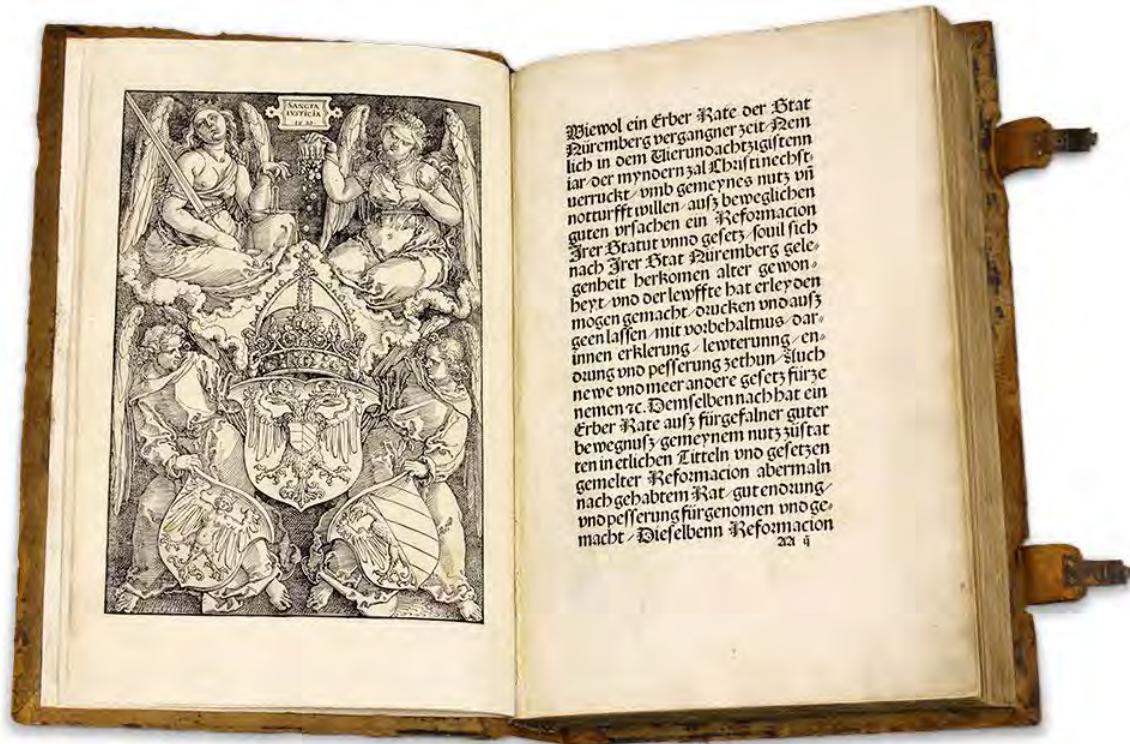 SANCTA
IVSTICIA
1521
Wiewol ein Erber Rate der Stat
Nüremberg vergangner zeit Nem
lich in dem Vierundachtzigistenn
iar der myndern zal Christi nechst-
uerruckt/ vmb gemeynes nutz vñ
notturfft willen/ ausz beweglichen
guten vrsachen ein Reformacion
Irer Statut vnnd gesetz/ souil sich
nach Irer Stat Nüremberg gele-
genheit herkomen alter gewon-
heyt/ vnd der lewffte hat erleyden
mogen gemacht/ drucken vnd ausz
geen lassen/ mit vorbehaltnus/ dar-
innen erklerung/ lewterunng/ en-
drung vnd pesserung zethun/ Auch
newe vnd meer andere gesetz fürze
nemen ꝛc. Demselben nach hat ein
Erber Rate ausz fürgefalner guter
bewegnusz/ gemeynem nutz zůstat
ten in etlichen Titteln vnd gesetzen
gemelter Reformacion abermaln
nach gehabtem Rat/ gut endrung/
vnd pesserung fürgenomen vnd ge-
macht/ Dieselbenn Reformacion
AA ij